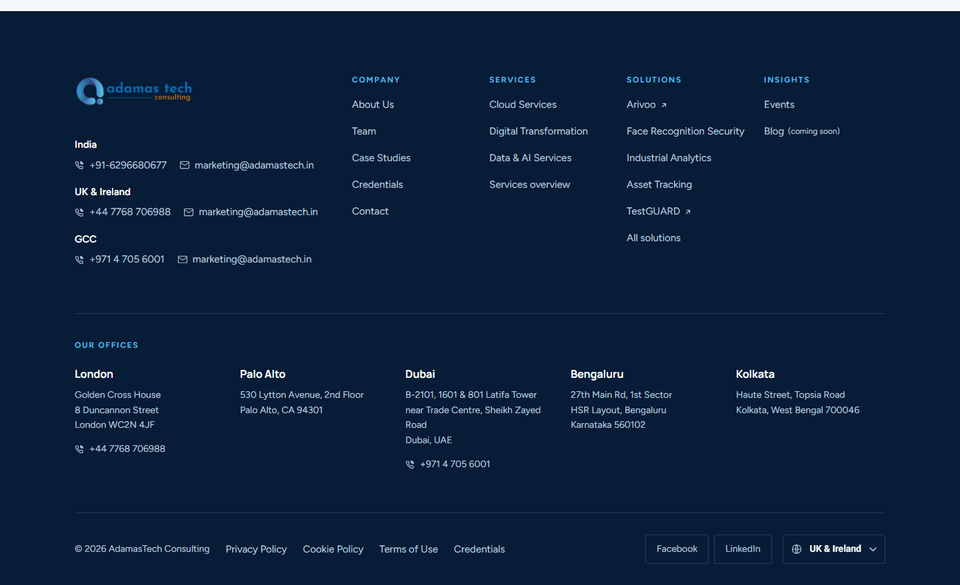 adamas tech
consulting
India
+91-6296680677 marketing@adamastech.in
UK & Ireland
+44 7768 706988 marketing@adamastech.in
GCC
+971 4 705 6001 marketing@adamastech.in
COMPANY
About Us
Team
Case Studies
Credentials
Contact
SERVICES
Cloud Services
Digital Transformation
Data & AI Services
Services overview
SOLUTIONS
Arivoo ↗
Face Recognition Security
Industrial Analytics
Asset Tracking
TestGUARD ↗
All solutions
INSIGHTS
Events
Blog (coming soon)
OUR OFFICES
London
Golden Cross House
8 Duncannon Street
London WC2N 4JF
+44 7768 706988
Palo Alto
530 Lytton Avenue, 2nd Floor
Palo Alto, CA 94301
Dubai
B-2101, 1601 & 801 Latifa Tower
near Trade Centre, Sheikh Zayed
Road
Dubai, UAE
+971 4 705 6001
Bengaluru
27th Main Rd, 1st Sector
HSR Layout, Bengaluru
Karnataka 560102
Kolkata
Haute Street, Topsia Road
Kolkata, West Bengal 700046
© 2026 AdamasTech Consulting Privacy Policy Cookie Policy Terms of Use Credentials Facebook LinkedIn UK & Ireland